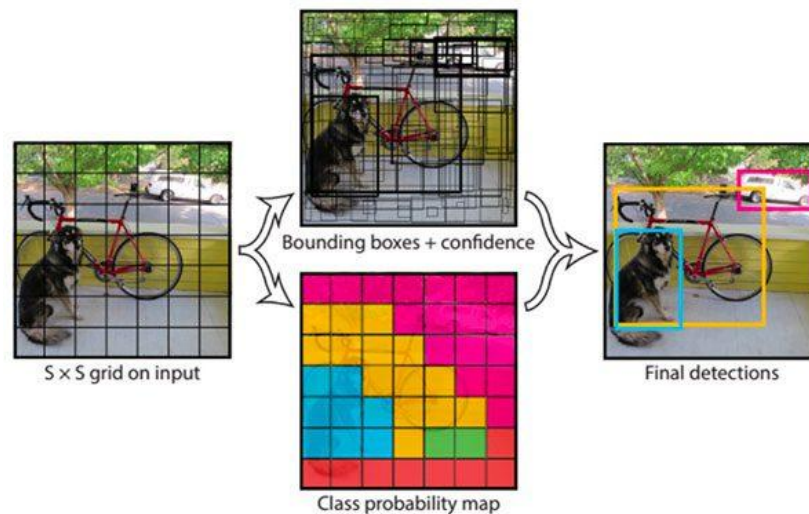 Bounding boxes + confidence
S × S grid on input
Final detections
Class probability map